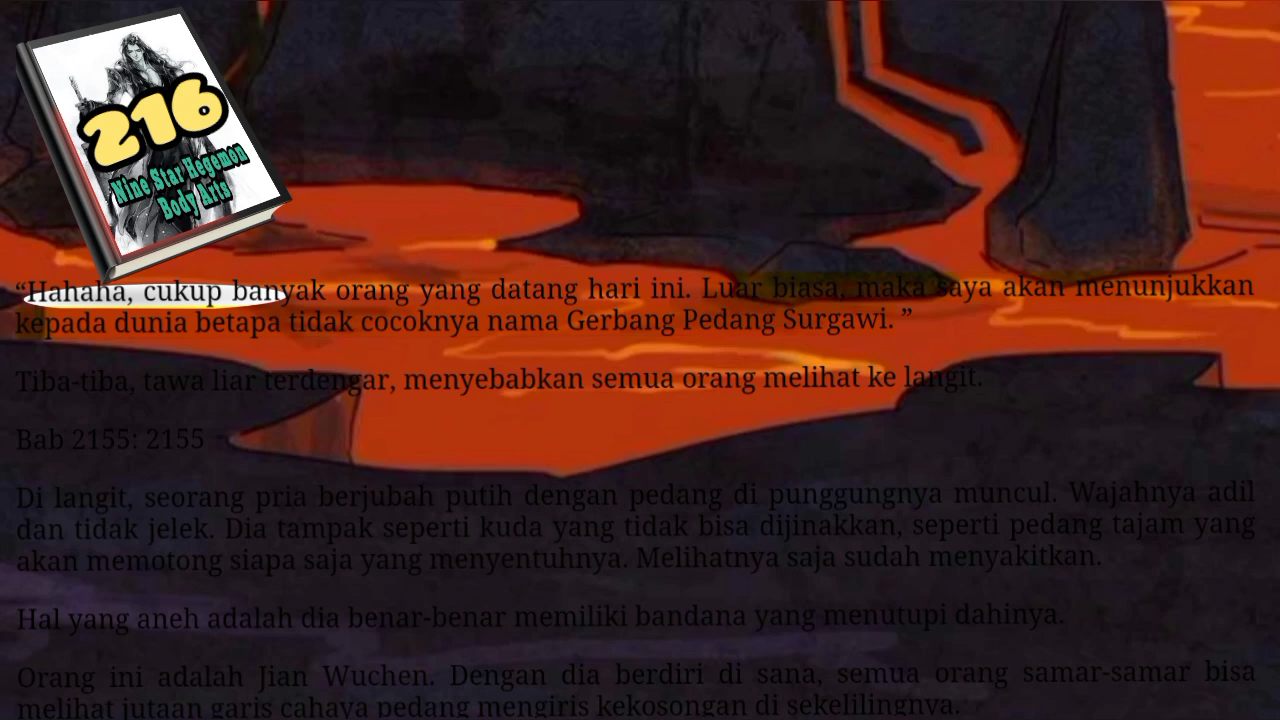 216
Nine Star Hegemon
Body Arts
“Hahaha, cukup banyak orang yang datang hari ini. Luar biasa, maka saya akan menunjukkan
kepada dunia betapa tidak cocoknya nama Gerbang Pedang Surgawi. ”
Tiba-tiba, tawa liar terdengar, menyebabkan semua orang melihat ke langit.
Bab 2155: 2155
Di langit, seorang pria berjubah putih dengan pedang di punggungnya muncul. Wajahnya adil
dan tidak jelek. Dia tampak seperti kuda yang tidak bisa dijinakkan, seperti pedang tajam yang
akan memotong siapa saja yang menyentuhnya. Melihatnya saja sudah menyakitkan.
Hal yang aneh adalah dia benar-benar memiliki bandana yang menutupi dahinya.
Orang ini adalah Jian Wuchen. Dengan dia berdiri di sana, semua orang samar-samar bisa
melihat jutaan garis cahaya pedang mengiris kekosongan di sekelilingnya.